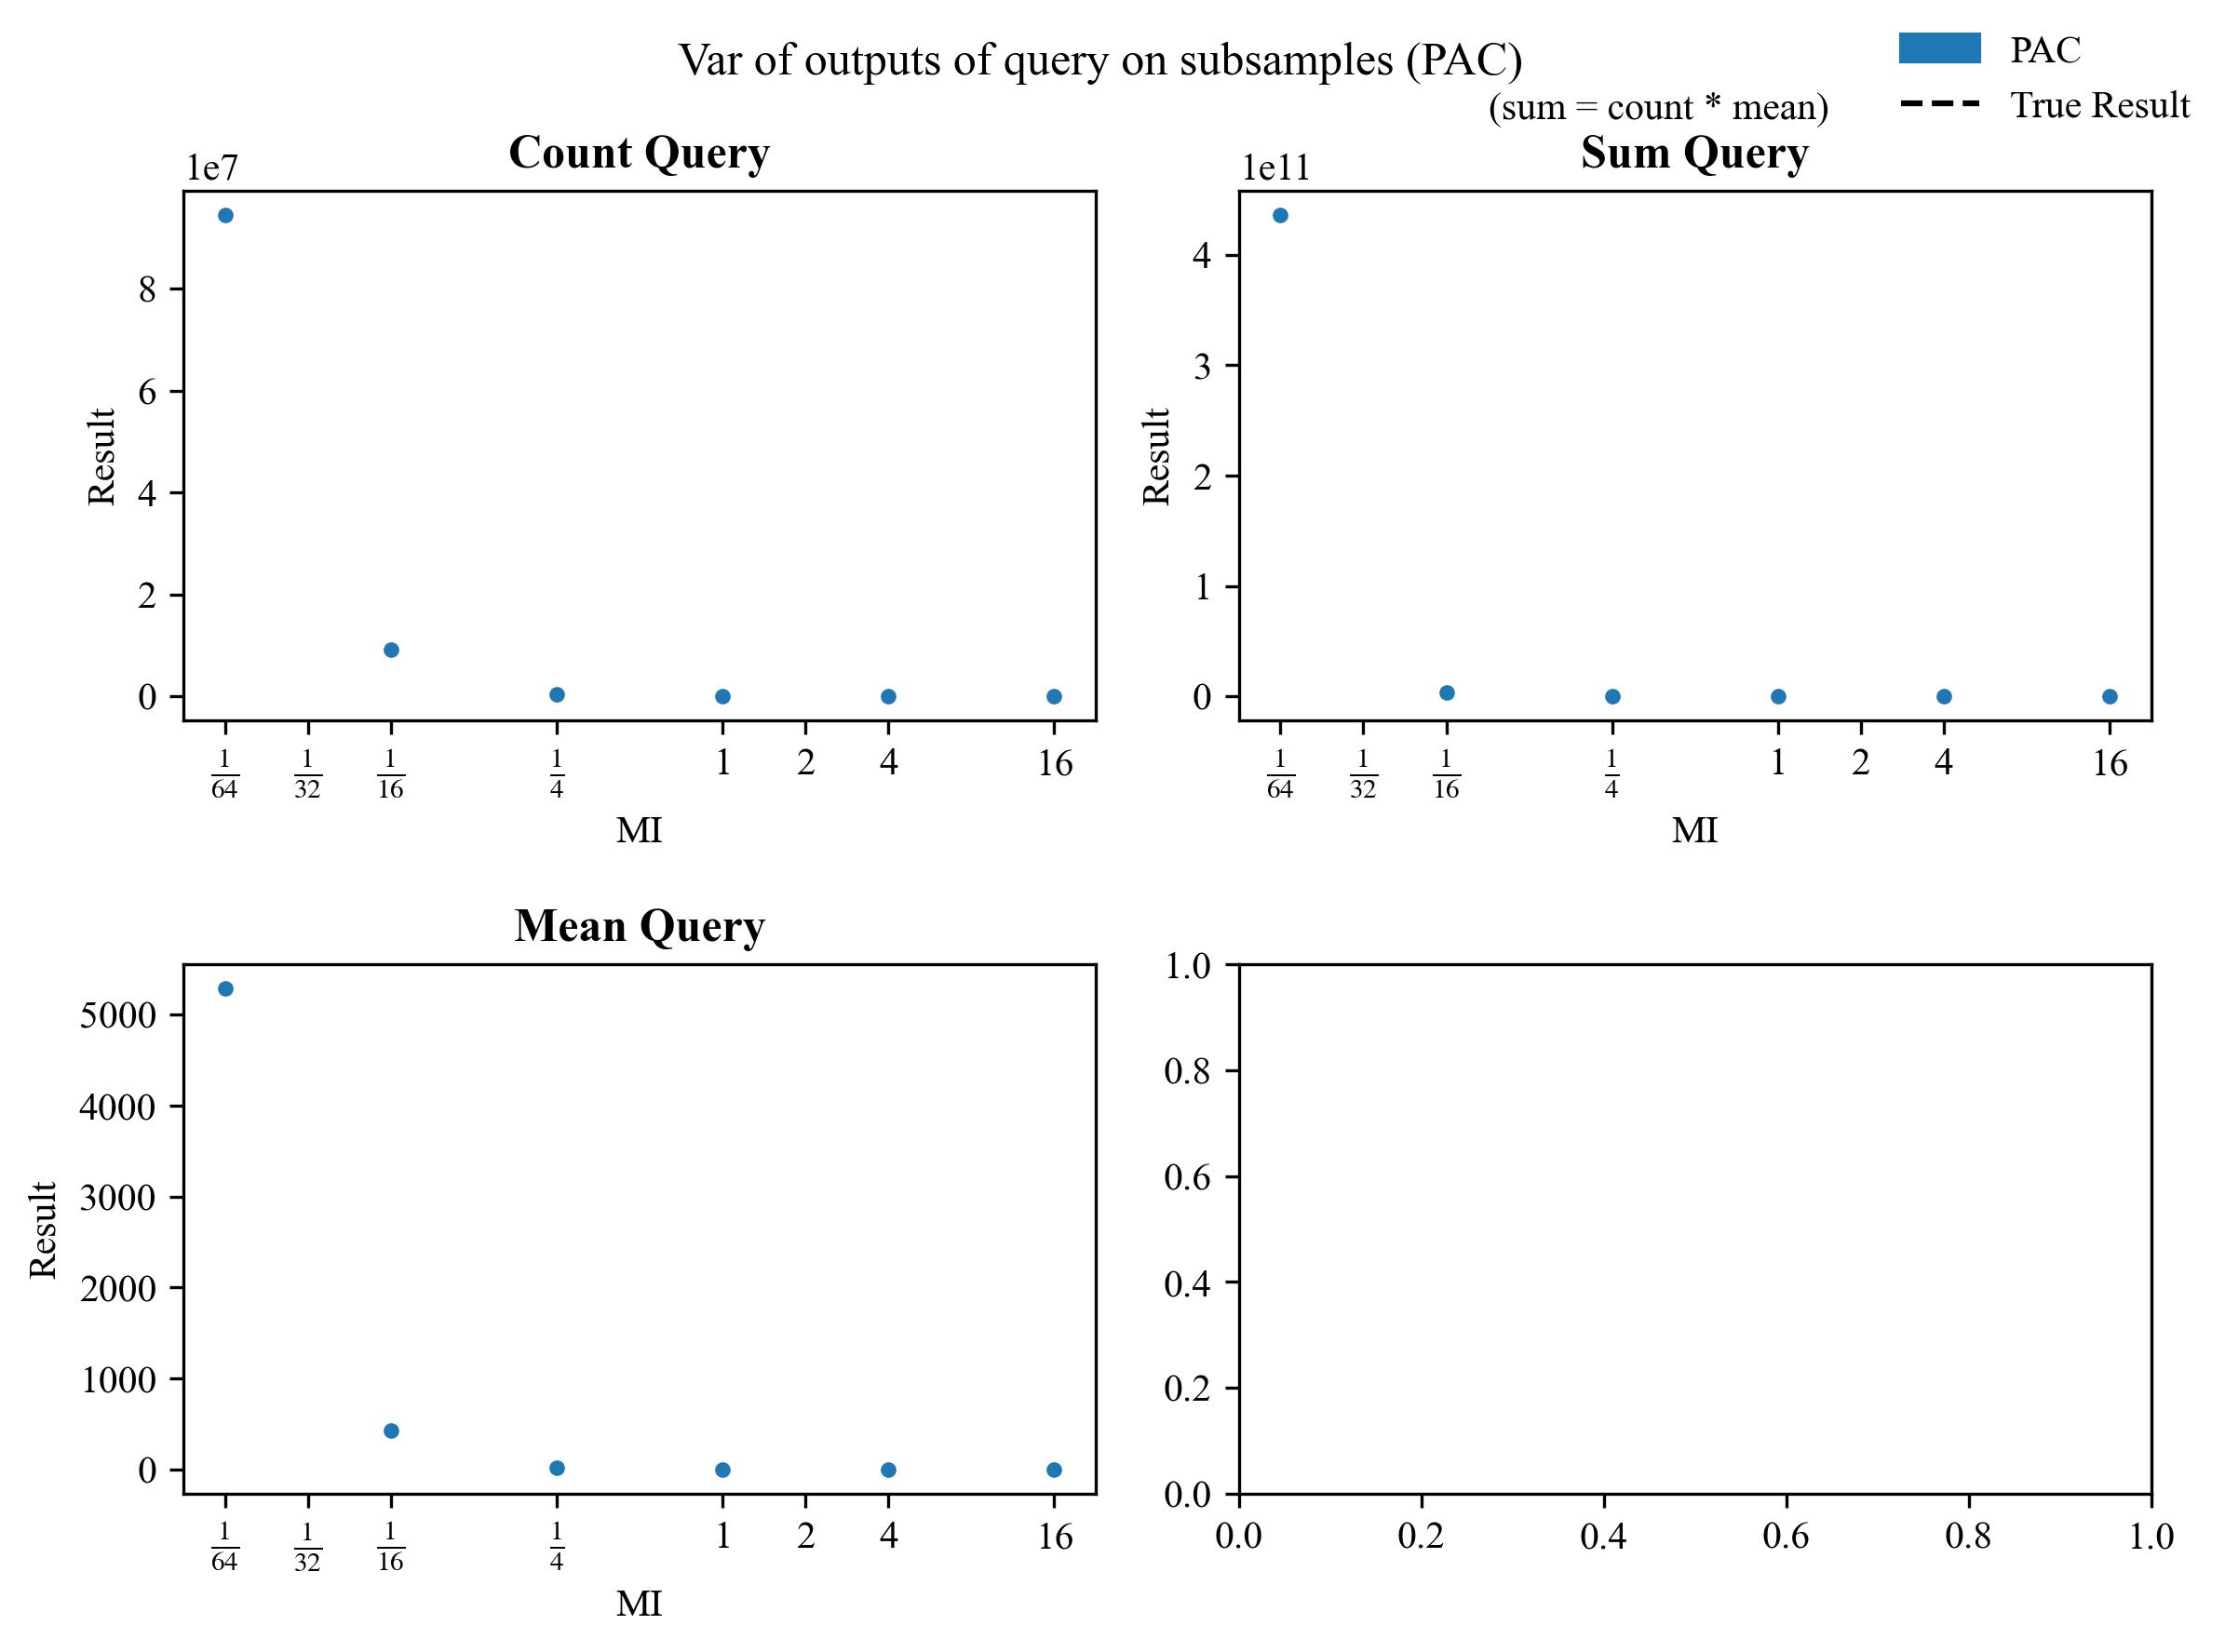 Var of outputs of query on subsamples (PAC)
PAC
True Result
(sum = count * mean)
Count Query
1e7
Result
8
6
4
2
0
1/64 1/32 1/16 1/4 1 2 4 16
MI
Sum Query
1e11
Result
4
3
2
1
0
1/64 1/32 1/16 1/4 1 2 4 16
MI
Mean Query
Result
5000
4000
3000
2000
1000
0
1/64 1/32 1/16 1/4 1 2 4 16
MI
1.0
0.8
0.6
0.4
0.2
0.0
0.0 0.2 0.4 0.6 0.8 1.0